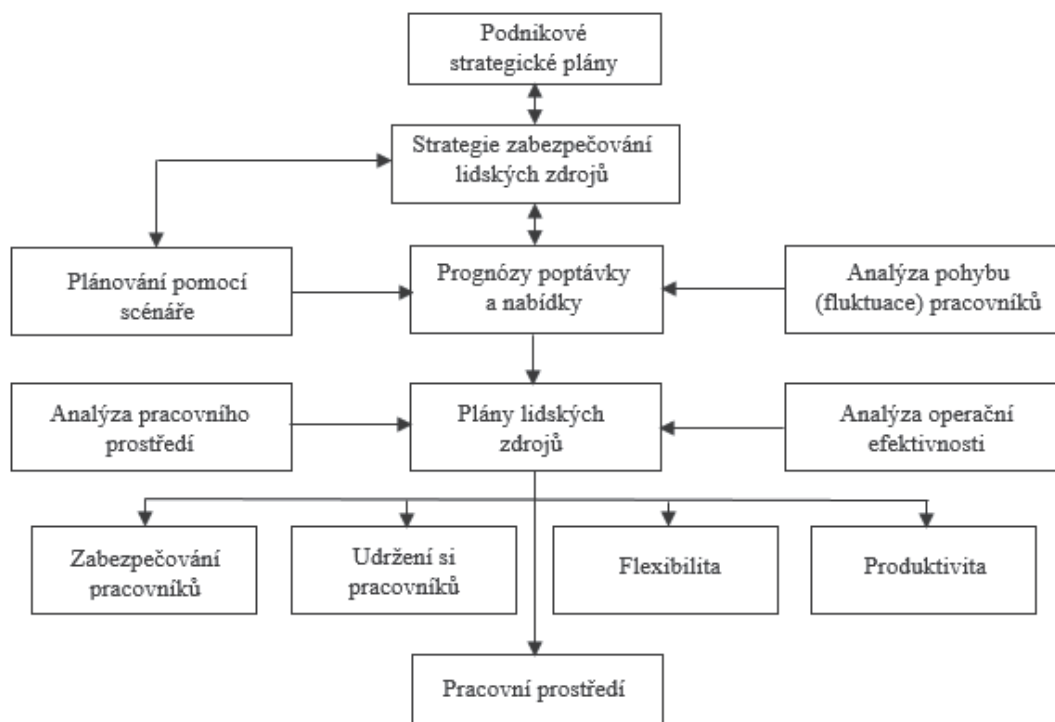 Podnikové
strategické plány
Strategie zabezpečování
lidských zdrojů
Plánování pomocí
scénáře
Prognózy poptávky
a nabídky
Analýza pohybu
(fluktuace) pracovníků
Analýza pracovního
prostředí
Plány lidských
zdrojů
Analýza operační
efektivnosti
Zabezpečování
pracovníků
Udržení si
pracovníků
Flexibilita
Produktivita
Pracovní prostředí